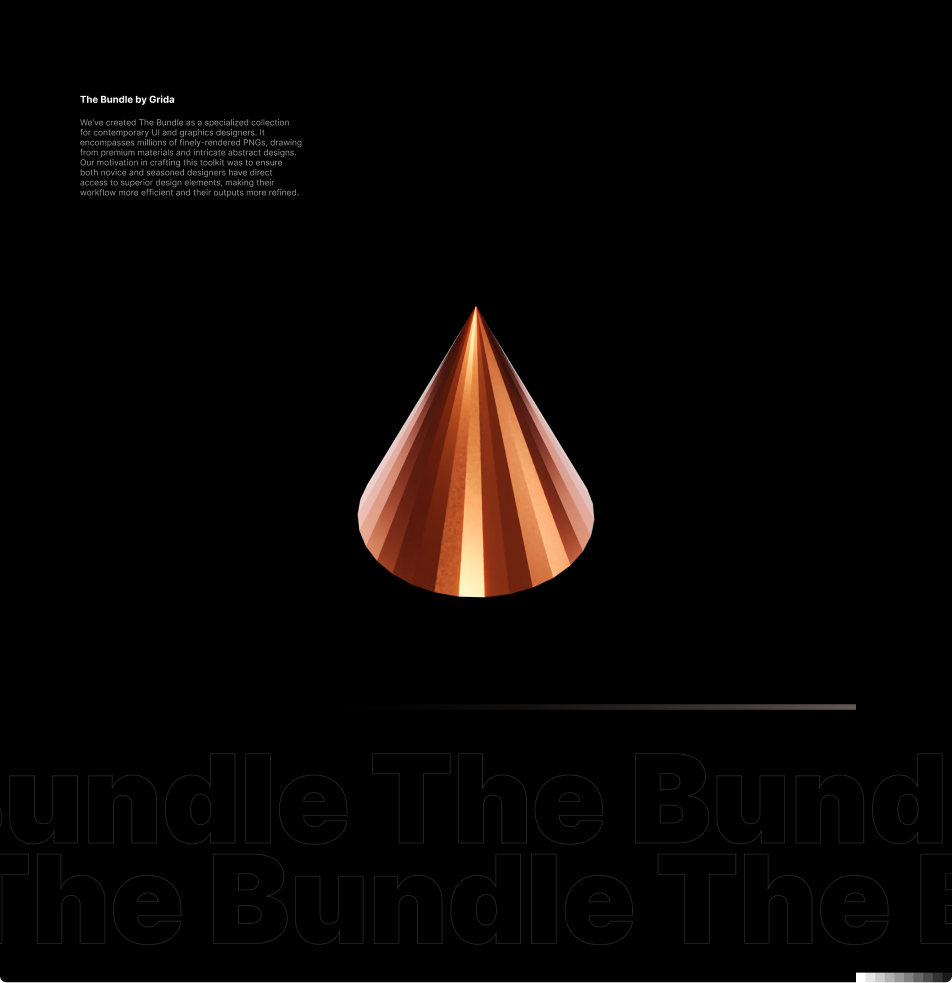 The Bundle by Grida
We've created The Bundle as a specialized collection
for contemporary UI and graphics designers. It
encompasses millions of finely-rendered PNGs, drawing
from premium materials and intricate abstract designs.
Our motivation in crafting this toolkit was to ensure
both novice and seasoned designers have direct
access to superior design elements, making their
workflow more efficient and their outputs more refined.
Bundle The Bund
The Bundle The B